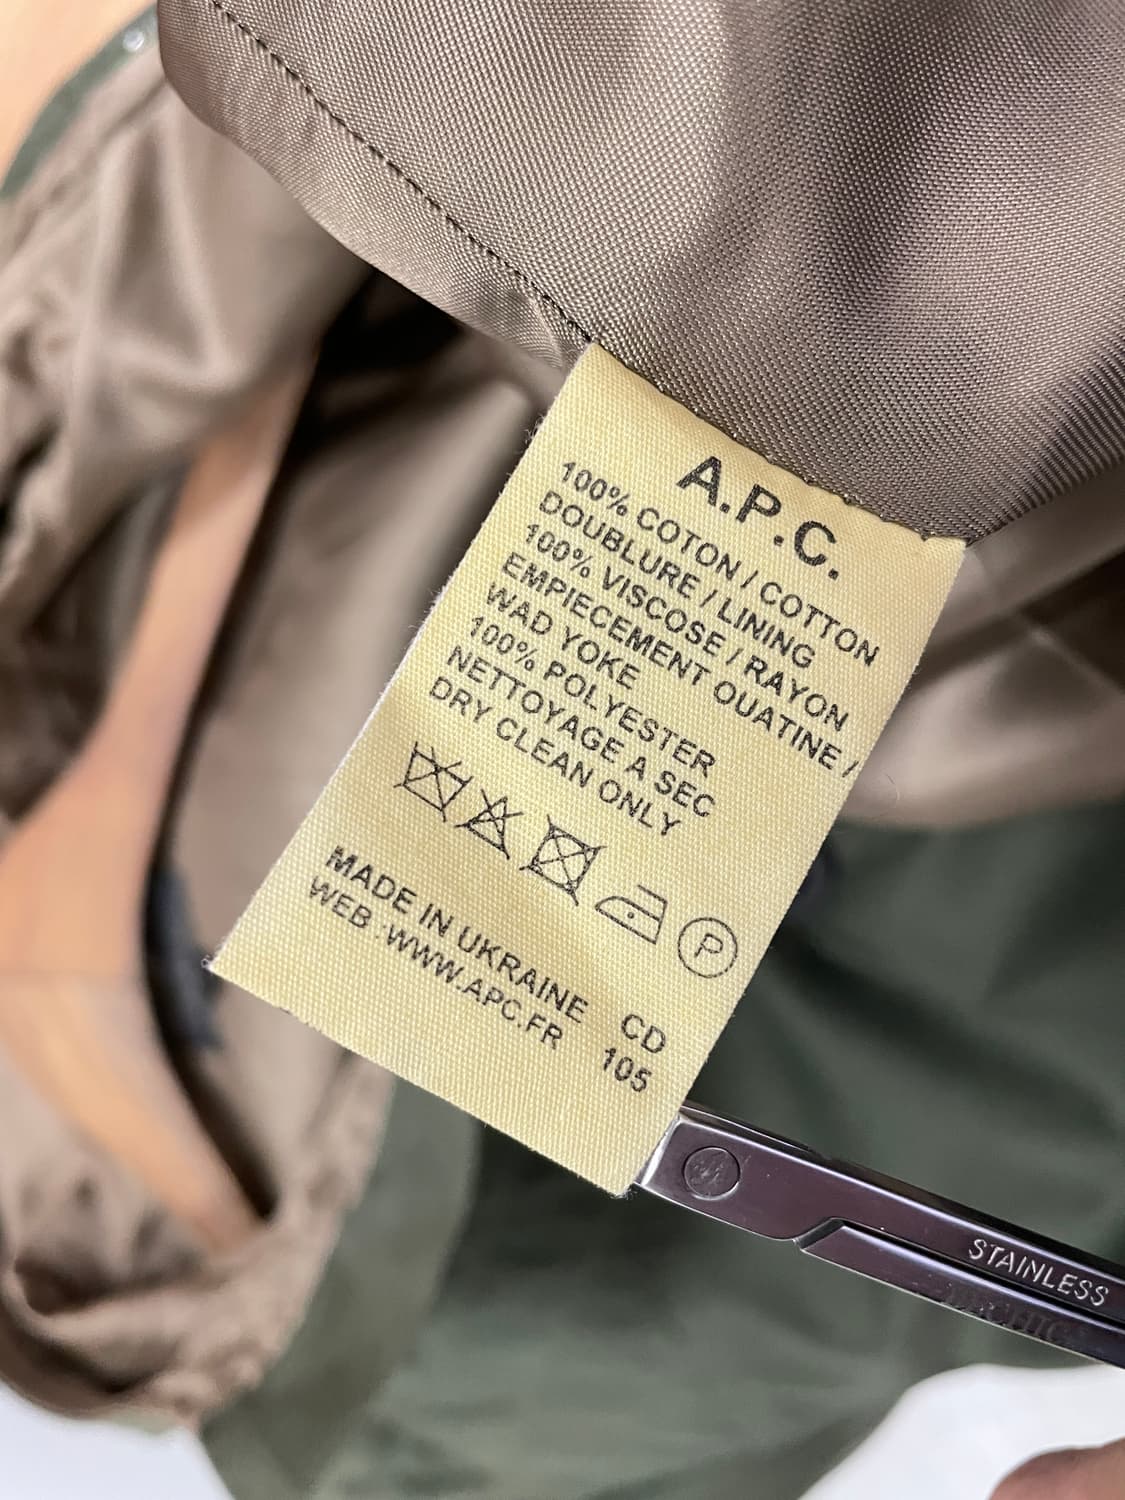 A.P.C.
100% COTON / COTTON
DOUBLURE / LINING
100% VISCOSE / RAYON
EMPIECEMENT OUATINE /
WAD YOKE
100% POLYESTER
NETTOYAGE A SEC
DRY CLEAN ONLY
P
MADE IN UKRAINE CD
WEB :WWW.APC.FR 105
STAINLESS